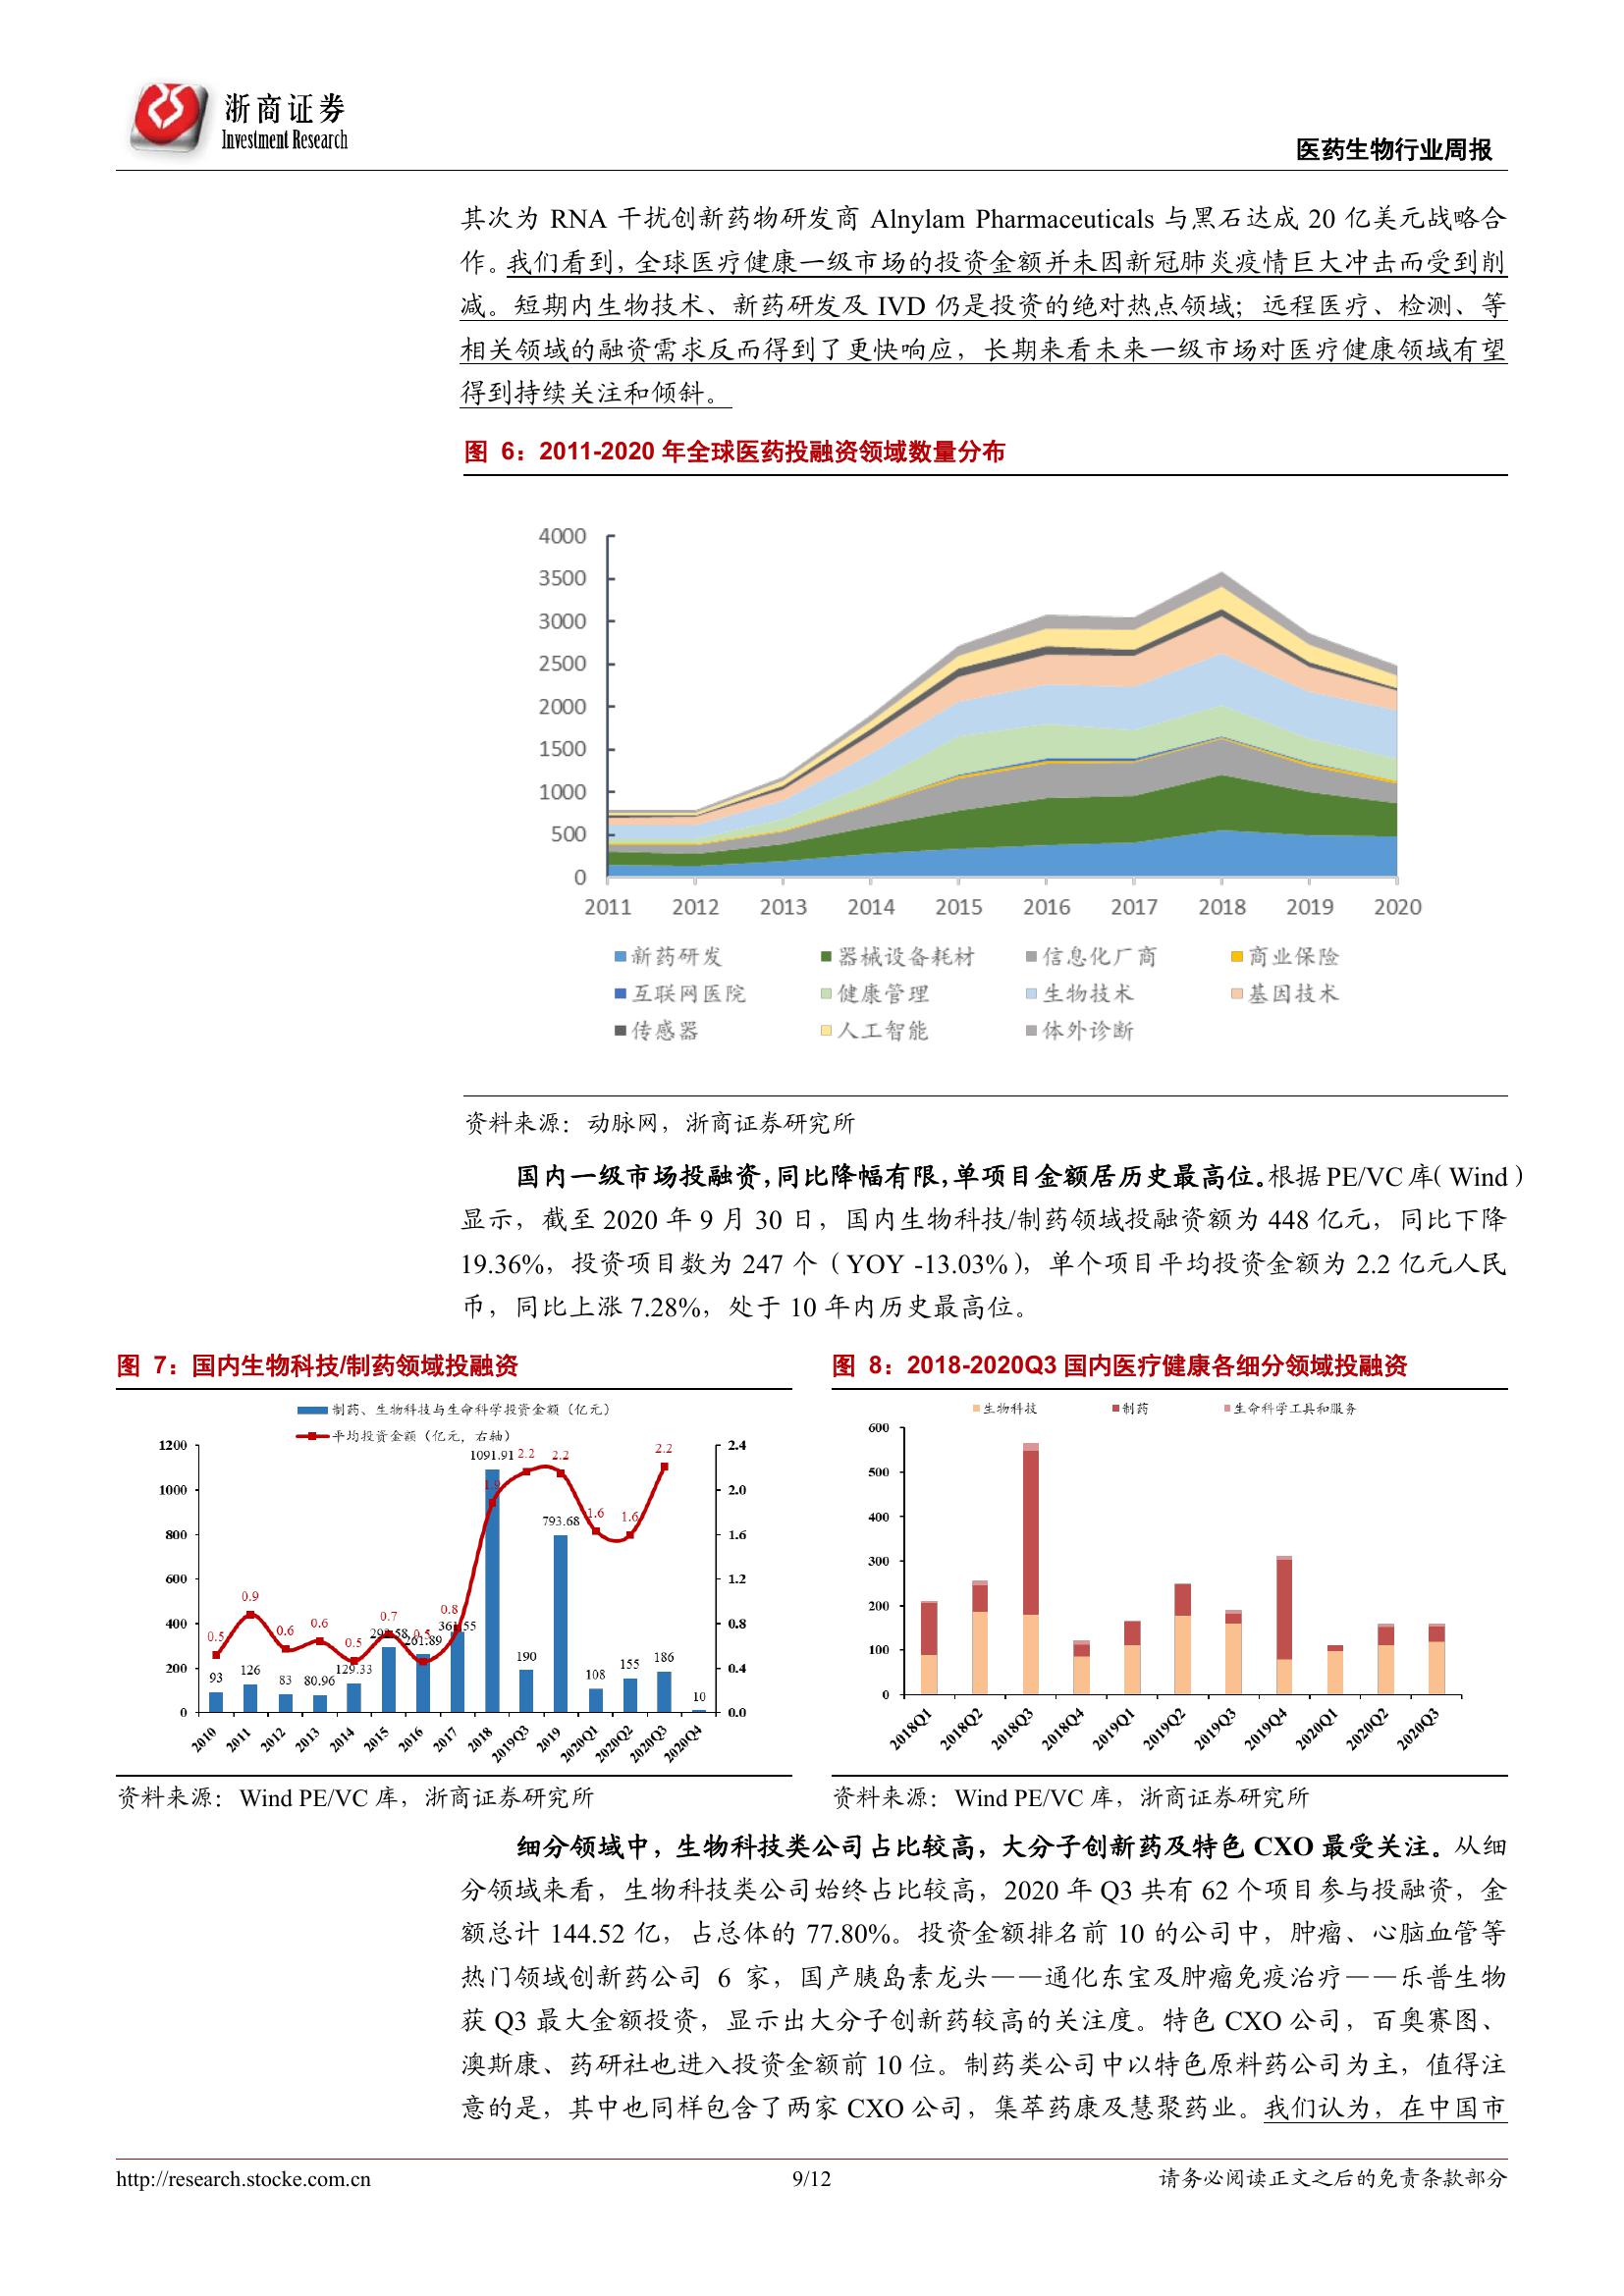 浙商证券
Investment Research
医药生物行业周报
其次为 RNA 干扰创新药物研发商 Alnylam Pharmaceuticals 与黑石达成 20 亿美元战略合
作。我们看到，全球医疗健康一级市场的投资金额并未因新冠肺炎疫情巨大冲击而受到削
减。短期内生物技术、新药研发及 IVD 仍是投资的绝对热点领域；远程医疗、检测、等
相关领域的融资需求反而得到了更快响应，长期来看未来一级市场对医疗健康领域有望
得到持续关注和倾斜。
图 6：2011-2020 年全球医药投融资领域数量分布
4000
3500
3000
2500
2000
1500
1000
500
0
2011 2012 2013 2014 2015 2016 2017 2018 2019 2020
新药研发 器械设备耗材 信息化厂商 商业保险
互联网医院 健康管理 生物技术 基因技术
传感器 人工智能 体外诊断
资料来源：动脉网，浙商证券研究所
国内一级市场投融资，同比降幅有限，单项目金额居历史最高位。根据 PE/VC 库（Wind）
显示，截至 2020 年 9 月 30 日，国内生物科技/制药领域投融资额为 448 亿元，同比下降
19.36%，投资项目数为 247 个（YOY -13.03%），单个项目平均投资金额为 2.2 亿元人民
币，同比上涨 7.28%，处于 10 年内历史最高位。
图 7：国内生物科技/制药领域投融资
制药、生物科技与生命科学投资金额（亿元）
平均投资金额（亿元，右轴）
1200
1000
800
600
400
200
0
2.4
2.0
1.6
1.2
0.8
0.4
0.0
0.5 0.9 0.6 0.6 0.5 0.7 0.5 0.8 1.9 2.2 2.2 1.6 1.6 2.2
93 126 83 80.96 129.33 292.58 261.89 361.55 1091.91 190 793.68 108 155 186 10
2010 2011 2012 2013 2014 2015 2016 2017 2018 2019Q3 2019 2020Q1 2020Q2 2020Q3 2020Q4
资料来源：Wind PE/VC 库，浙商证券研究所
图 8：2018-2020Q3 国内医疗健康各细分领域投融资
生物科技 制药 生命科学工具和服务
600
500
400
300
200
100
0
2018Q1 2018Q2 2018Q3 2018Q4 2019Q1 2019Q2 2019Q3 2019Q4 2020Q1 2020Q2 2020Q3
资料来源：Wind PE/VC 库，浙商证券研究所
细分领域中，生物科技类公司占比较高，大分子创新药及特色 CXO 最受关注。从细
分领域来看，生物科技类公司始终占比较高，2020 年 Q3 共有 62 个项目参与投融资，金
额总计 144.52 亿，占总体的 77.80%。投资金额排名前 10 的公司中，肿瘤、心脑血管等
热门领域创新药公司 6 家，国产胰岛素龙头——通化东宝及肿瘤免疫治疗——乐普生物
获 Q3 最大金额投资，显示出大分子创新药较高的关注度。特色 CXO 公司，百奥赛图、
澳斯康、药研社也进入投资金额前 10 位。制药类公司中以特色原料药公司为主，值得注
意的是，其中也同样包含了两家 CXO 公司，集萃药康及慧聚药业。我们认为，在中国市
http://research.stocke.com.cn
9/12
请务必阅读正文之后的免责条款部分